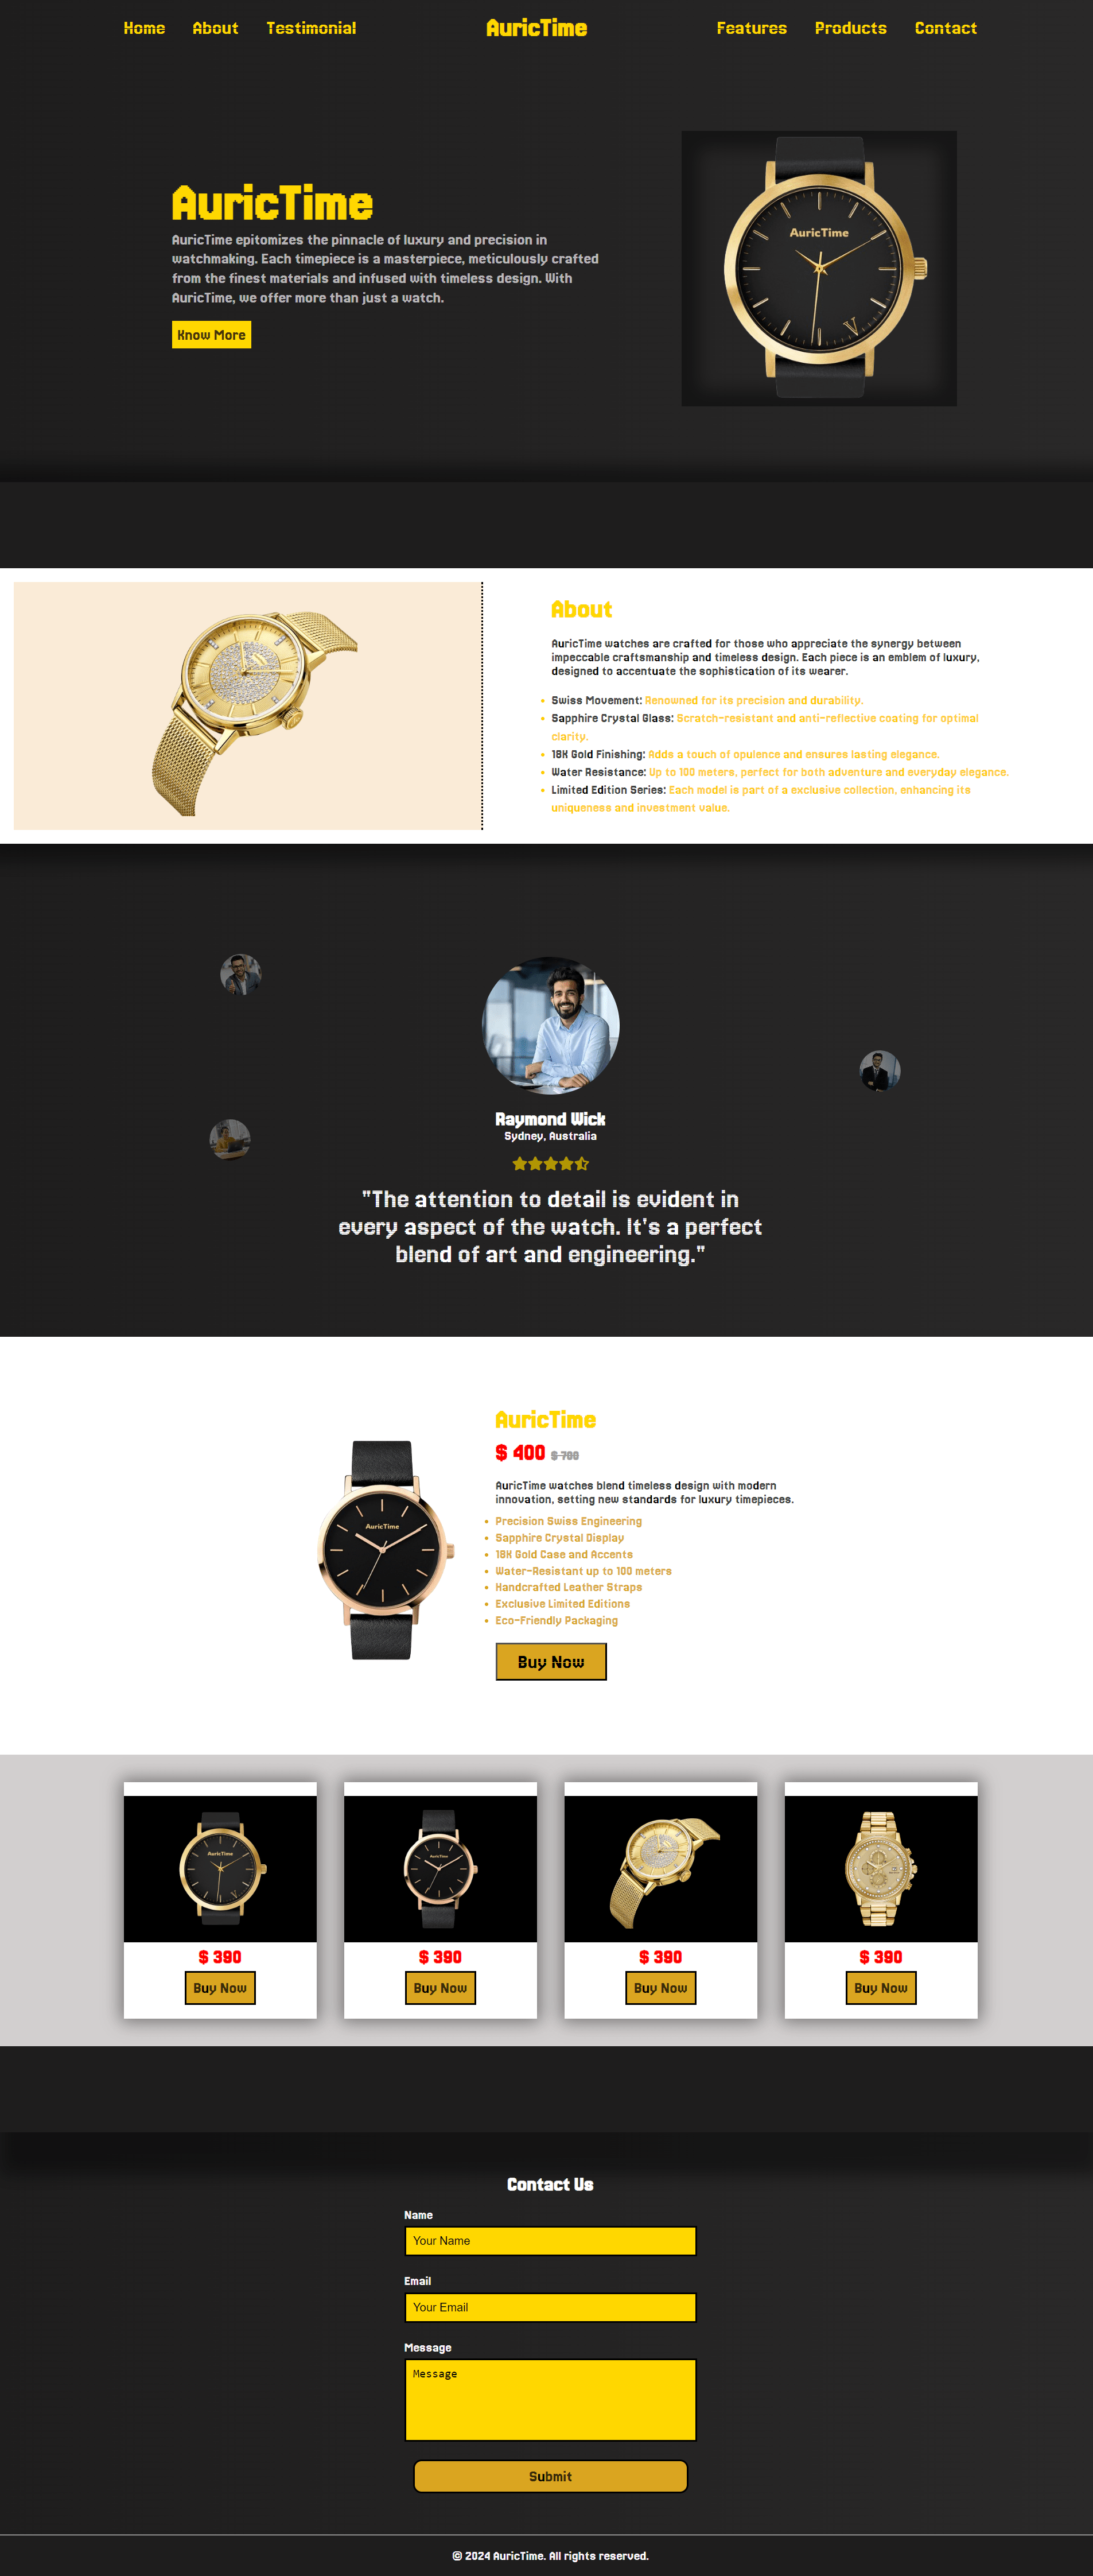 Home About Testimonial AuricTime Features Products Contact
AuricTime
AuricTime epitomizes the pinnacle of luxury and precision in
watchmaking. Each timepiece is a masterpiece, meticulously crafted
from the finest materials and infused with timeless design. With
AuricTime, we offer more than just a watch.
Know More
AuricTime
V
About
AuricTime watches are crafted for those who appreciate the synergy between
impeccable craftsmanship and timeless design. Each piece is an emblem of luxury,
designed to accentuate the sophistication of its wearer.
• Swiss Movement: Renowned for its precision and durability.
• Sapphire Crystal Glass: Scratch-resistant and anti-reflective coating for optimal
clarity.
• 18K Gold Finishing: Adds a touch of opulence and ensures lasting elegance.
• Water Resistance: Up to 100 meters, perfect for both adventure and everyday elegance.
• Limited Edition Series: Each model is part of a exclusive collection, enhancing its
uniqueness and investment value.
Raymond Wick
Sydney, Australia
"The attention to detail is evident in
every aspect of the watch. It's a perfect
blend of art and engineering."
AuricTime
$ 400 $ 700
AuricTime watches blend timeless design with modern
innovation, setting new standards for luxury timepieces.
AuricTime
• Precision Swiss Engineering
• Sapphire Crystal Display
• 18K Gold Case and Accents
• Water-Resistant up to 100 meters
• Handcrafted Leather Straps
• Exclusive Limited Editions
• Eco-Friendly Packaging
Buy Now
AuricTime
V
AuricTime
$ 390 $ 390 $ 390 $ 390
Buy Now Buy Now Buy Now Buy Now
Contact Us
Name
Your Name
Email
Your Email
Message
Message
Submit
© 2024 AuricTime. All rights reserved.